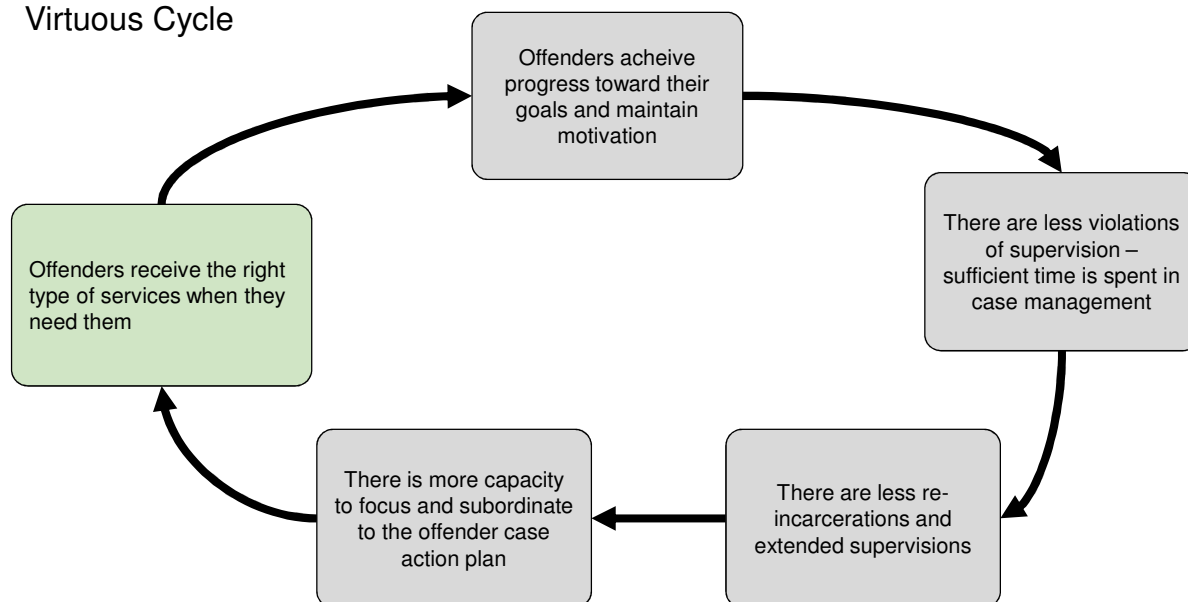 Virtuous Cycle
Offenders acheive
progress toward their
goals and maintain
motivation
There are less violations
of supervision –
sufficient time is spent in
case management
There are less re-
incarcerations and
extended supervisions
There is more capacity
to focus and subordinate
to the offender case
action plan
Offenders receive the right
type of services when they
need them